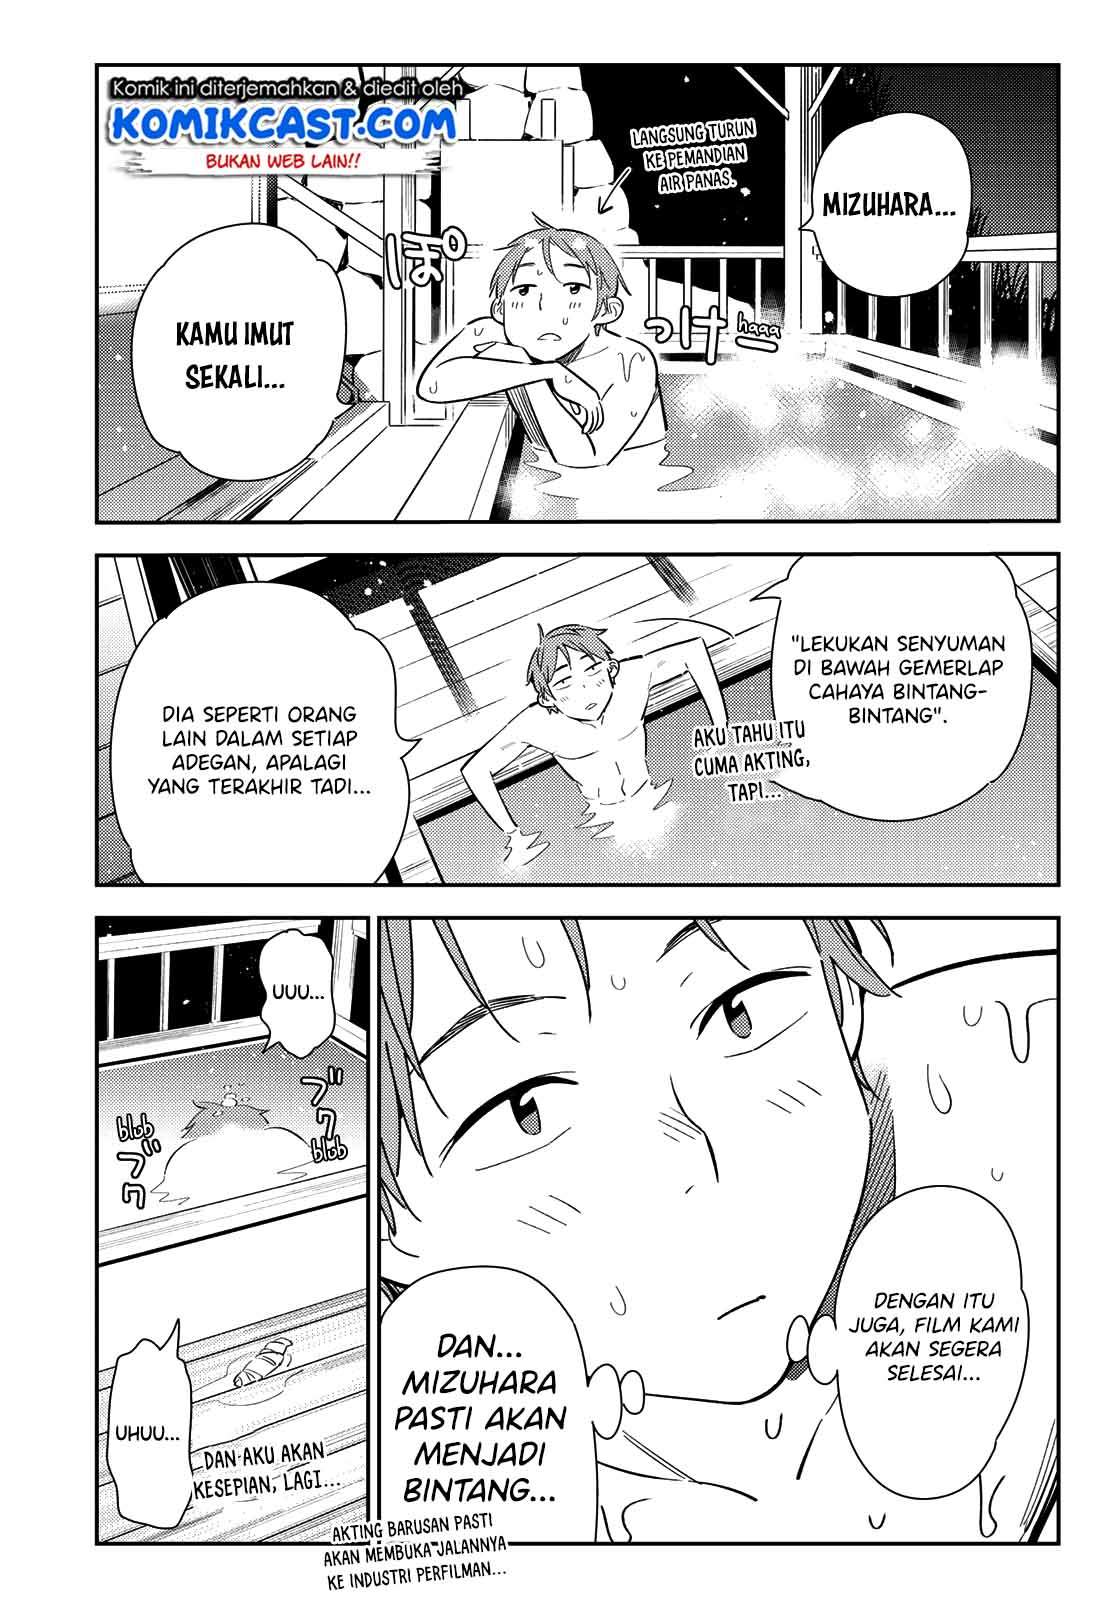 Komik ini diterjemahkan & diedit oleh
KOMIKCAST.COM
BUKAN WEB LAIN!!
LANGSUNG TURUN
KE PEMANDIAN
AIR PANAS.
MIZUHARA...
ぽ
っけー
haaa
KAMU IMUT
SEKALI...
"LEKUKAN SENYUMAN
DI BAWAH GEMERLAP
CAHAYA BINTANG-
BINTANG".
AKU TAHU ITU
CUMA AKTING,
TAPI...
DIA SEPERTI ORANG
LAIN DALAM SETIAP
ADEGAN, APALAGI
YANG TERAKHIR TADI...
DENGAN ITU
JUGA, FILM KAMI
AKAN SEGERA
SELESAI...
DAN...
MIZUHARA
PASTI AKAN
MENJADI
BINTANG...
AKTING BARUSAN PASTI
AKAN MEMBUKA JALANNYA
KE INDUSTRI PERFILMAN...
UUU...
ブク
blub
blub
ブク
UHUU...
DAN AKU AKAN
KESEPIAN, LAGI...